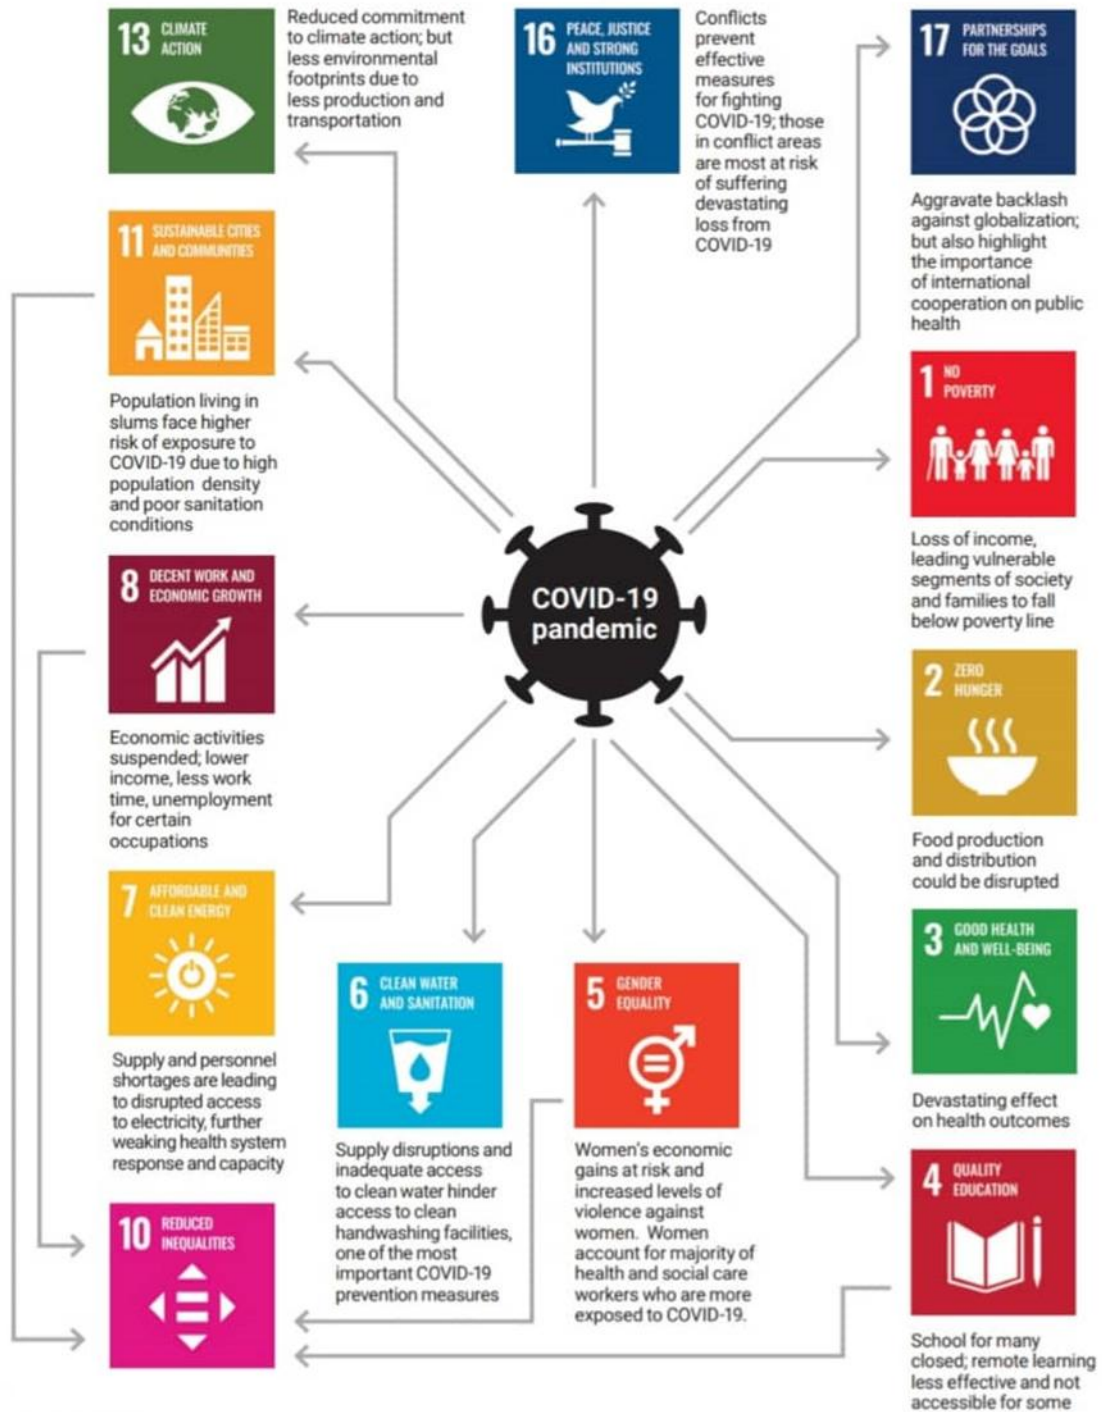 13 CLIMATE
ACTION
Reduced commitment
to climate action; but
less environmental
footprints due to
less production and
transportation
16 PEACE, JUSTICE
AND STRONG
INSTITUTIONS
Conflicts
prevent
effective
measures
for fighting
COVID-19; those
in conflict areas
are most at risk
of suffering
devastating
loss from
COVID-19
17 PARTNERSHIPS
FOR THE GOALS
Aggravate backlash
against globalization;
but also highlight
the importance
of international
cooperation on public
health
11 SUSTAINABLE CITIES
AND COMMUNITIES
Population living in
slums face higher
risk of exposure to
COVID-19 due to high
population density
and poor sanitation
conditions
1 NO
POVERTY
Loss of income,
leading vulnerable
segments of society
and families to fall
below poverty line
8 DECENT WORK AND
ECONOMIC GROWTH
Economic activities
suspended; lower
income, less work
time, unemployment
for certain
occupations
COVID-19
pandemic
2 ZERO
HUNGER
Food production
and distribution
could be disrupted
7 AFFORDABLE AND
CLEAN ENERGY
Supply and personnel
shortages are leading
to disrupted access
to electricity, further
weaking health system
response and capacity
6 CLEAN WATER
AND SANITATION
Supply disruptions and
inadequate access
to clean water hinder
access to clean
handwashing facilities,
one of the most
important COVID-19
prevention measures
5 GENDER
EQUALITY
Women's economic
gains at risk and
increased levels of
violence against
women. Women
account for majority of
health and social care
workers who are more
exposed to COVID-19.
3 GOOD HEALTH
AND WELL-BEING
Devastating effect
on health outcomes
10 REDUCED
INEQUALITIES
4 QUALITY
EDUCATION
School for many
closed; remote learning
less effective and not
accessible for some